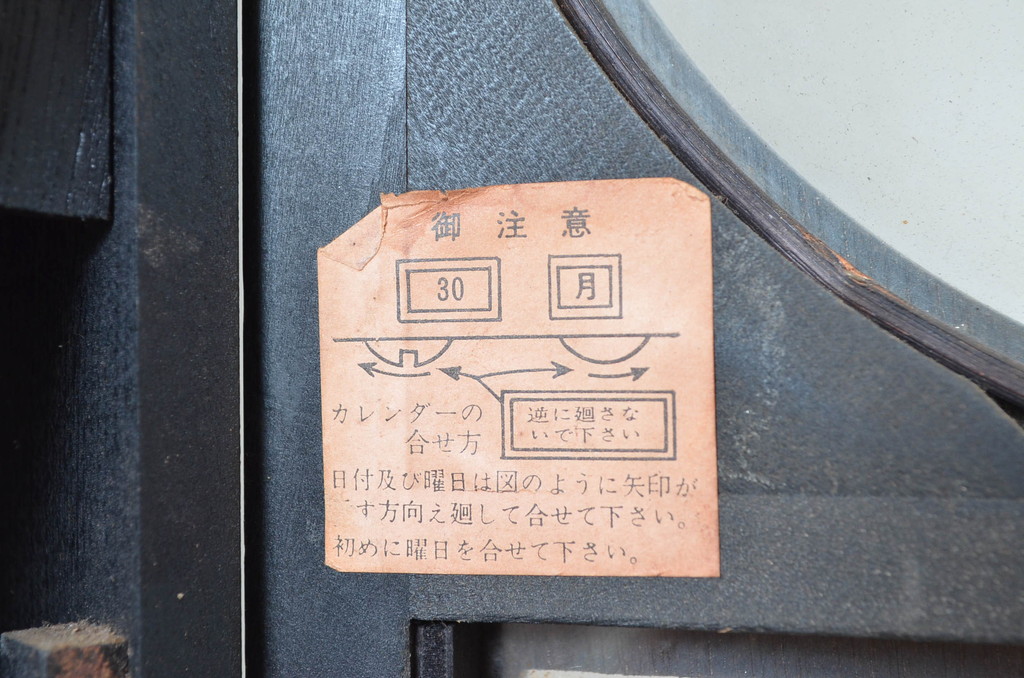 御注意
30
月
カレンダーの
合せ方
逆に廻さな
いで下さい
日付及び曜日は図のように矢印が
す方向え廻して合せて下さい。
初めに曜日を合せて下さい。